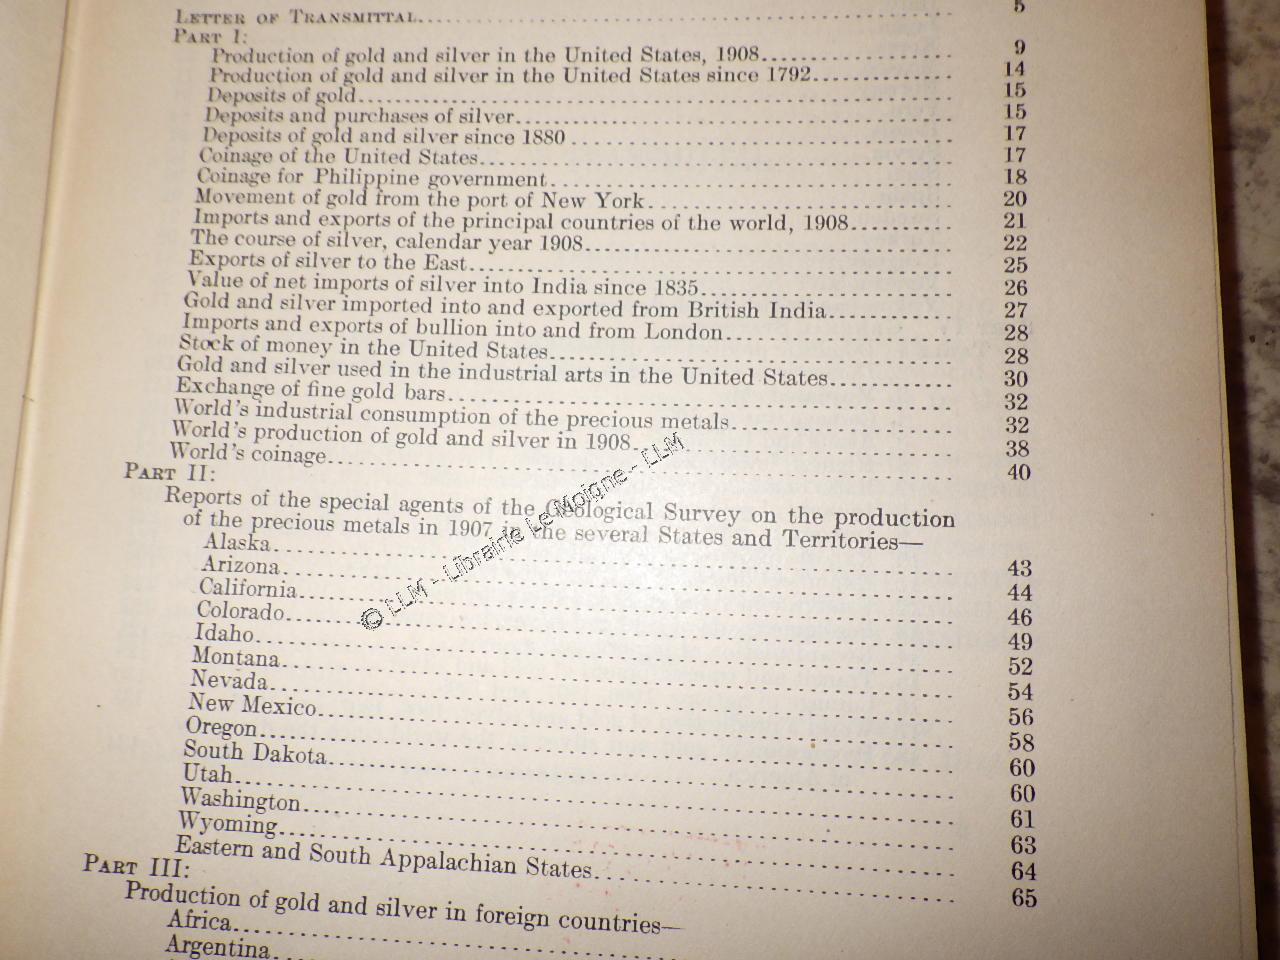 LETTER OF TRANSMITTAL 5
PART I:
Production of gold and silver in the United States, 1908 9
Production of gold and silver in the United States since 1792 14
Deposits of gold 15
Deposits and purchases of silver 15
Deposits of gold and silver since 1880 17
Coinage of the United States 17
Coinage for Philippine government 18
Movement of gold from the port of New York 20
Imports and exports of the principal countries of the world, 1908 21
The course of silver, calendar year 1908 22
Exports of silver to the East 25
Value of net imports of silver into India since 1835 26
Gold and silver imported into and exported from British India 27
Imports and exports of bullion into and from London 28
Stock of money in the United States 28
Gold and silver used in the industrial arts in the United States 30
Exchange of fine gold bars 32
World's industrial consumption of the precious metals 32
World's production of gold and silver in 1908 38
World's coinage 40
PART II:
Reports of the special agents of the Geological Survey on the production
of the precious metals in 1907 in the several States and Territories—
Alaska 43
Arizona 44
California 46
Colorado 49
Idaho 52
Montana 54
Nevada 56
New Mexico 58
Oregon 60
South Dakota 60
Utah 61
Washington 63
Wyoming 64
Eastern and South Appalachian States 65
PART III:
Production of gold and silver in foreign countries—
Africa
Argentina
© LLM - Librairie Le Moigne - LLM